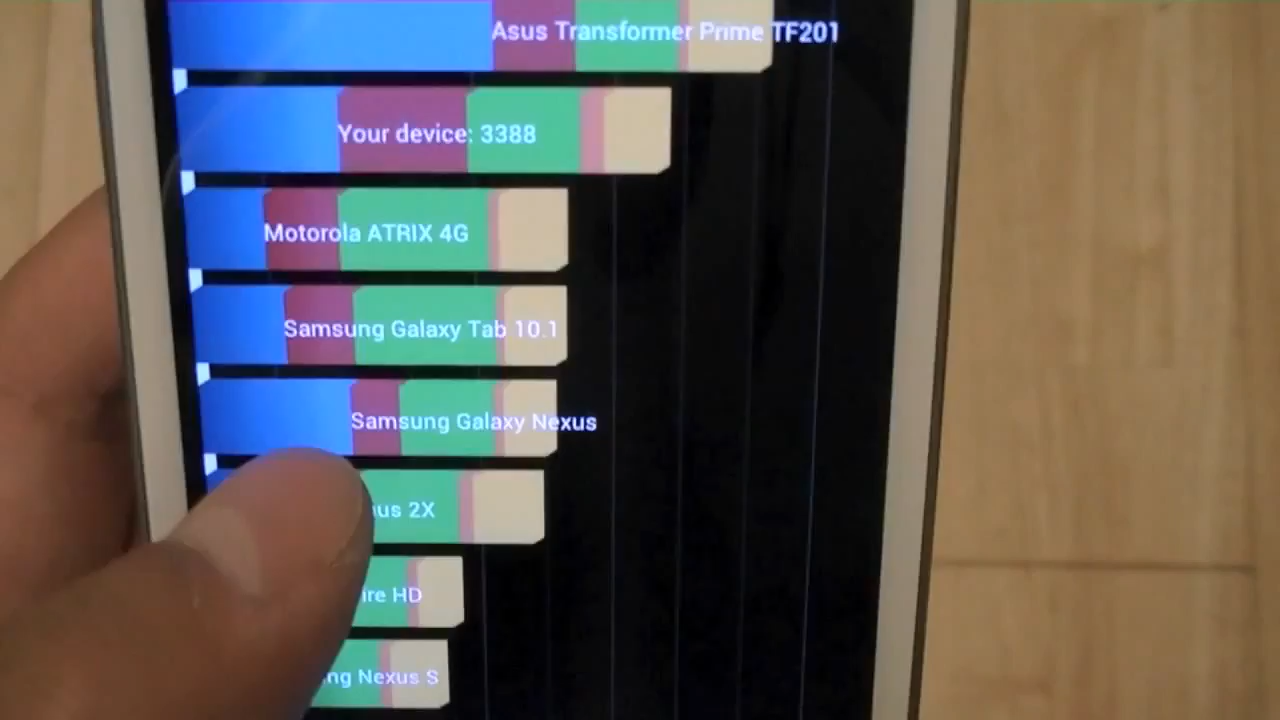 Asus Transformer Prime TF201
Your device: 3388
Motorola ATRIX 4G
Samsung Galaxy Tab 10.1
Samsung Galaxy Nexus
2X
HD
Nexus S